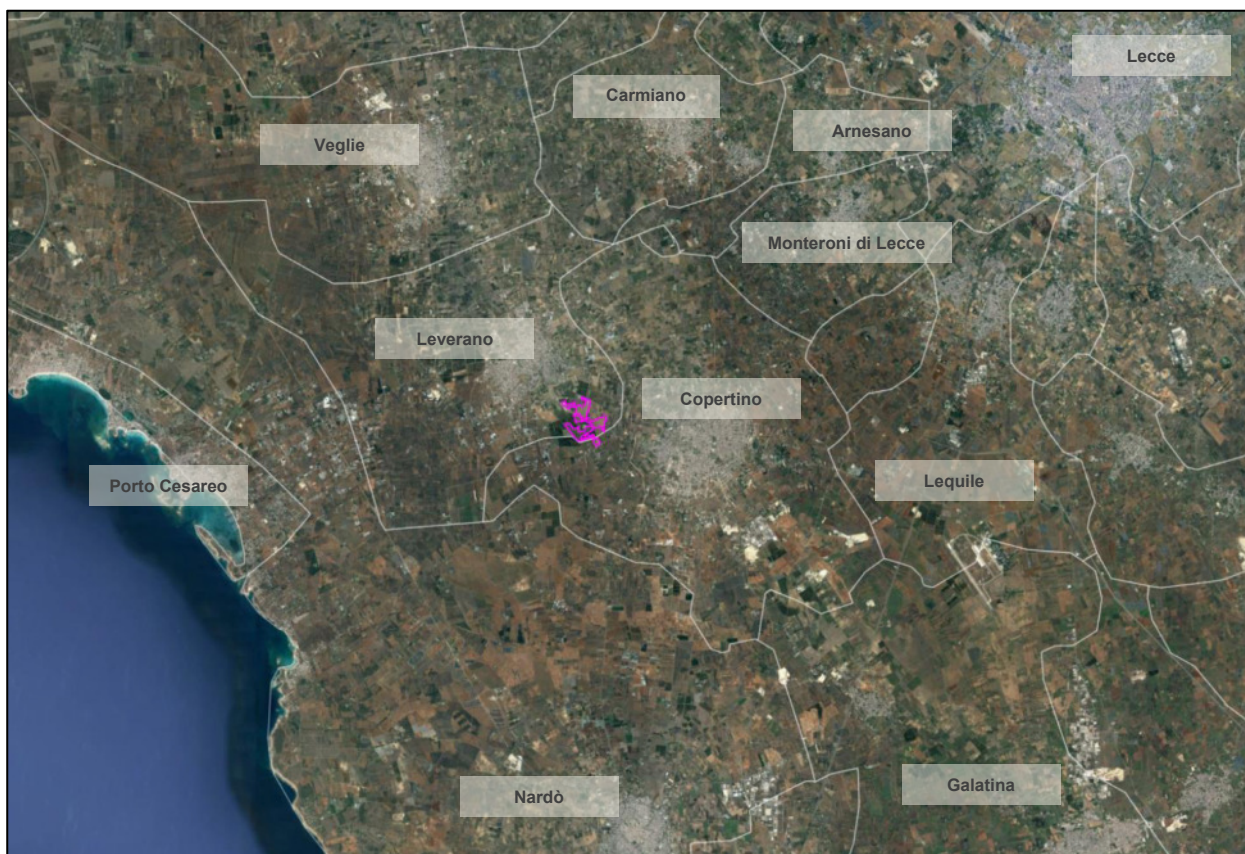 Lecce
Carmiano
Arnesano
Veglie
Monteroni di Lecce
Leverano
Copertino
Porto Cesareo
Lequile
Nardò
Galatina